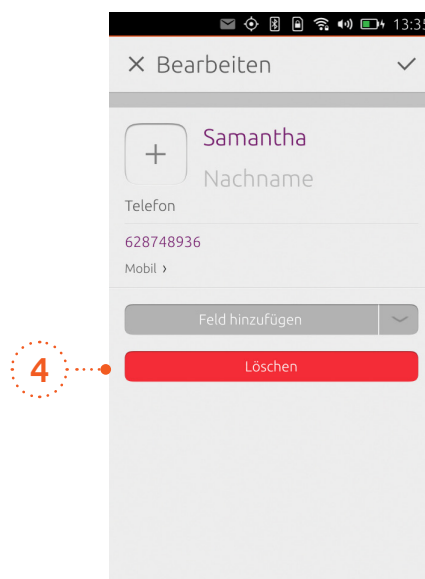 13:35
Bearbeiten
Samantha
Nachname
Telefon
628748936
Mobil ›
Feld hinzufügen
4
Löschen